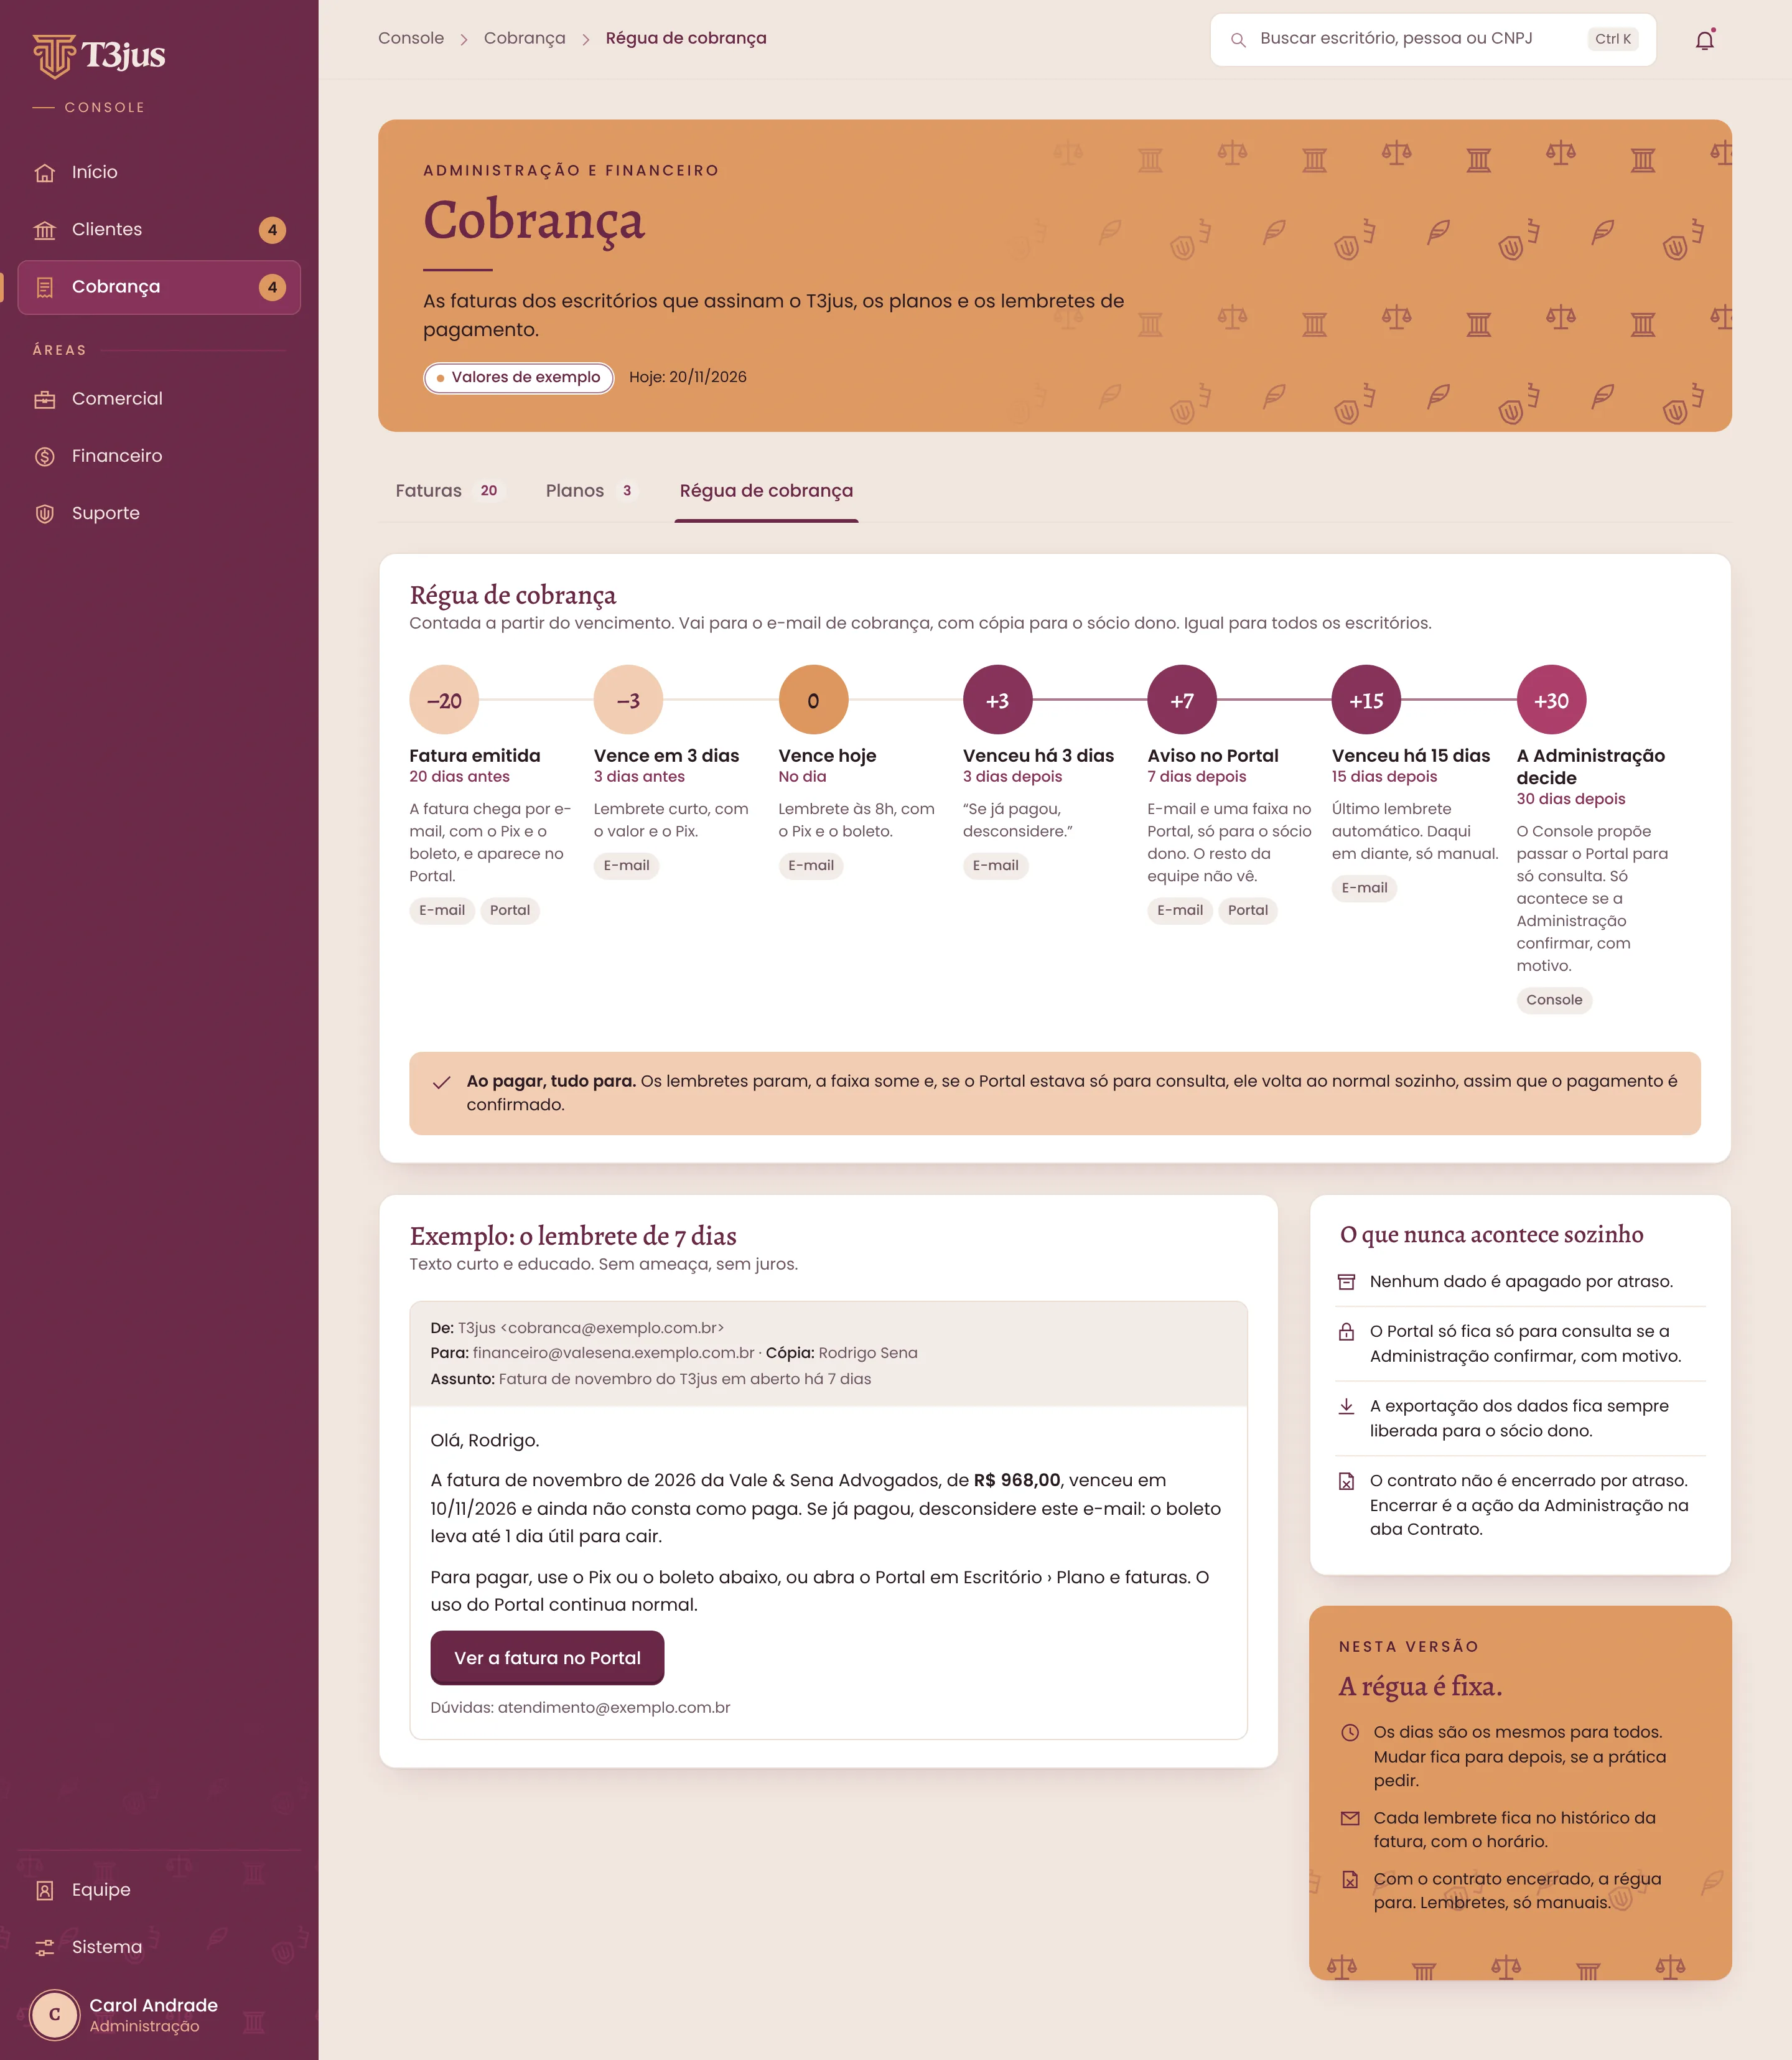 T3jus
CONSOLE
Início
Clientes 4
Cobrança 4
ÁREAS
Comercial
Financeiro
Suporte
Equipe
Sistema
C
Carol Andrade
Administração
Console > Cobrança > Régua de cobrança
Buscar escritório, pessoa ou CNPJ Ctrl K
ADMINISTRAÇÃO E FINANCEIRO
Cobrança
As faturas dos escritórios que assinam o T3jus, os planos e os lembretes de
pagamento.
Valores de exemplo Hoje: 20/11/2026
Faturas 20 Planos 3 Régua de cobrança
Régua de cobrança
Contada a partir do vencimento. Vai para o e-mail de cobrança, com cópia para o sócio dono. Igual para todos os escritórios.
−20
Fatura emitida
20 dias antes
A fatura chega por e-
mail, com o Pix e o
boleto, e aparece no
Portal.
E-mail Portal
−3
Vence em 3 dias
3 dias antes
Lembrete curto, com
o valor e o Pix.
E-mail
0
Vence hoje
No dia
Lembrete às 8h, com
o Pix e o boleto.
E-mail
+3
Venceu há 3 dias
3 dias depois
“Se já pagou,
desconsidere.”
E-mail
+7
Aviso no Portal
7 dias depois
E-mail e uma faixa no
Portal, só para o sócio
dono. O resto da
equipe não vê.
E-mail Portal
+15
Venceu há 15 dias
15 dias depois
Último lembrete
automático. Daqui
em diante, só manual.
E-mail
+30
A Administração
decide
30 dias depois
O Console propõe
passar o Portal para
só consulta. Só
acontece se a
Administração
confirmar, com
motivo.
Console
Ao pagar, tudo para. Os lembretes param, a faixa some e, se o Portal estava só para consulta, ele volta ao normal sozinho, assim que o pagamento é
confirmado.
Exemplo: o lembrete de 7 dias
Texto curto e educado. Sem ameaça, sem juros.
De: T3jus <cobranca@exemplo.com.br>
Para: financeiro@valesena.exemplo.com.br · Cópia: Rodrigo Sena
Assunto: Fatura de novembro do T3jus em aberto há 7 dias
Olá, Rodrigo.
A fatura de novembro de 2026 da Vale & Sena Advogados, de R$ 968,00, venceu em
10/11/2026 e ainda não consta como paga. Se já pagou, desconsidere este e-mail: o boleto
leva até 1 dia útil para cair.
Para pagar, use o Pix ou o boleto abaixo, ou abra o Portal em Escritório › Plano e faturas. O
uso do Portal continua normal.
Ver a fatura no Portal
Dúvidas: atendimento@exemplo.com.br
O que nunca acontece sozinho
Nenhum dado é apagado por atraso.
O Portal só fica só para consulta se a
Administração confirmar, com motivo.
A exportação dos dados fica sempre
liberada para o sócio dono.
O contrato não é encerrado por atraso.
Encerrar é a ação da Administração na
aba Contrato.
NESTA VERSÃO
A régua é fixa.
Os dias são os mesmos para todos.
Mudar fica para depois, se a prática
pedir.
Cada lembrete fica no histórico da
fatura, com o horário.
Com o contrato encerrado, a régua
para. Lembretes, só manuais.